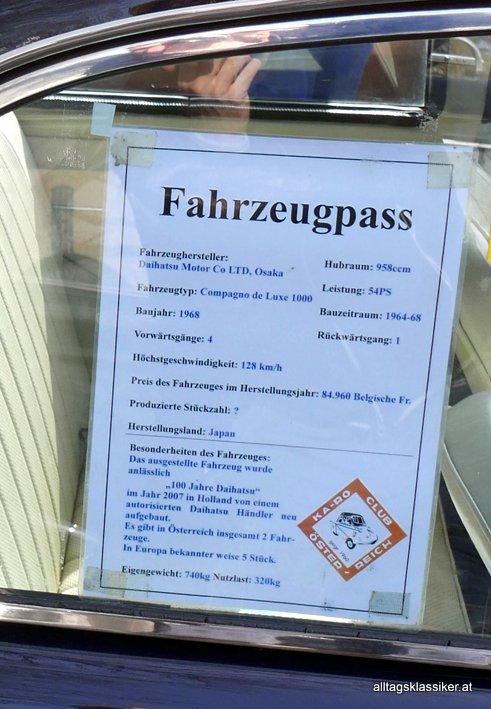 Fahrzeugpass
Fahrzeughersteller:
Daihatsu Motor Co LTD, Osaka
Hubraum: 958ccm
Fahrzeugtyp: Compagno de Luxe 1000
Leistung: 54PS
Baujahr: 1968
Bauzeitraum: 1964-68
Vorwärtsgänge: 4
Rückwärtsgang: 1
Höchstgeschwindigkeit: 128 km/h
Preis des Fahrzeuges im Herstellungsjahr: 84.960 Belgische Fr.
Produzierte Stückzahl: ?
Herstellungsland: Japan
Besonderheiten des Fahrzeuges:
Das ausgestellte Fahrzeug wurde
anlässlich
„100 Jahre Daihatsu“
im Jahr 2007 in Holland von einem
autorisierten Daihatsu Händler neu
aufgebaut.
Es gibt in Österreich insgesamt 2 Fahr-
zeuge.
In Europa bekannter weise 5 Stück.
Eigengewicht: 740kg Nutzlast: 320kg
KA-RO CLUB
ÖSTER-REICH
alltagsklassiker.at